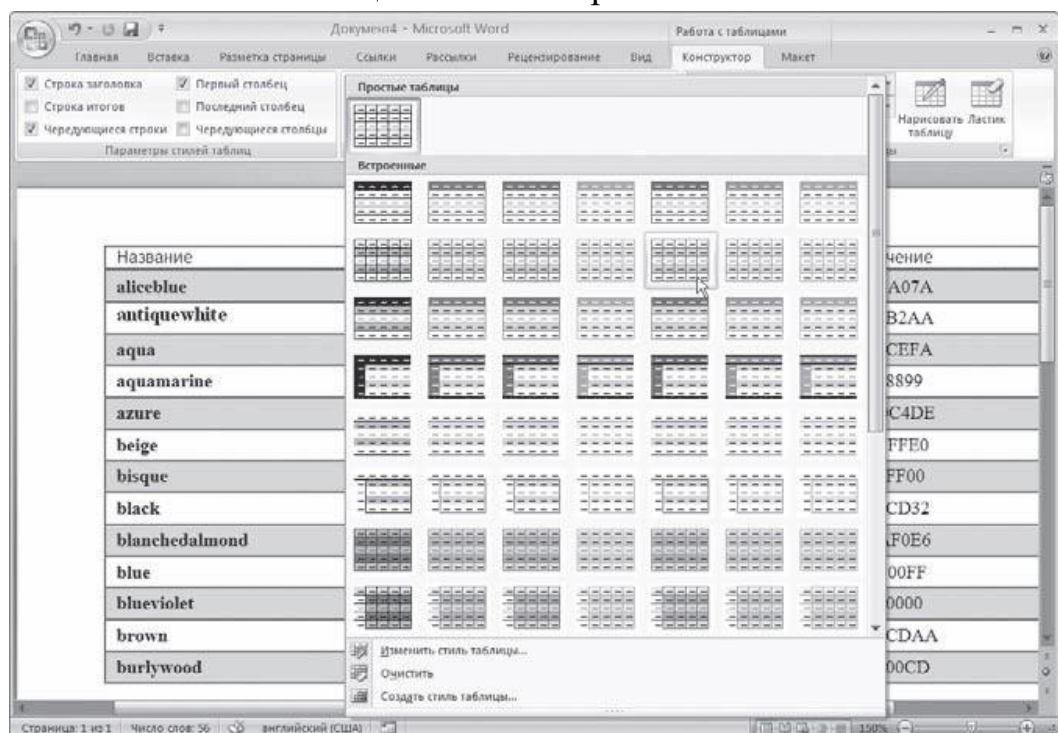 Документ4 - Microsoft Word
Работа с таблицами
Главная Вставка Разметка страницы Ссылки Рассылки Рецензирование Вид Конструктор Макет
Строка заголовка Первый столбец
Строка итогов Последний столбец
Чередующиеся строки Чередующиеся столбцы
Параметры стилей таблиц
Простые таблицы
Встроенные
Нарисовать таблицу
Ластик
Название
aliceblue A07A
antiquewhite B2AA
aqua CEFA
aquamarine 8899
azure C4DE
beige FFE0
bisque FF00
black CD32
blanchedalmond F0E6
blue 00FF
blueviolet 0000
brown CDAA
burlywood 00CD
Изменить стиль таблицы...
Очистить
Создать стиль таблицы...
Страница: 1 из 1 Число слов: 56 английский (США) 150%